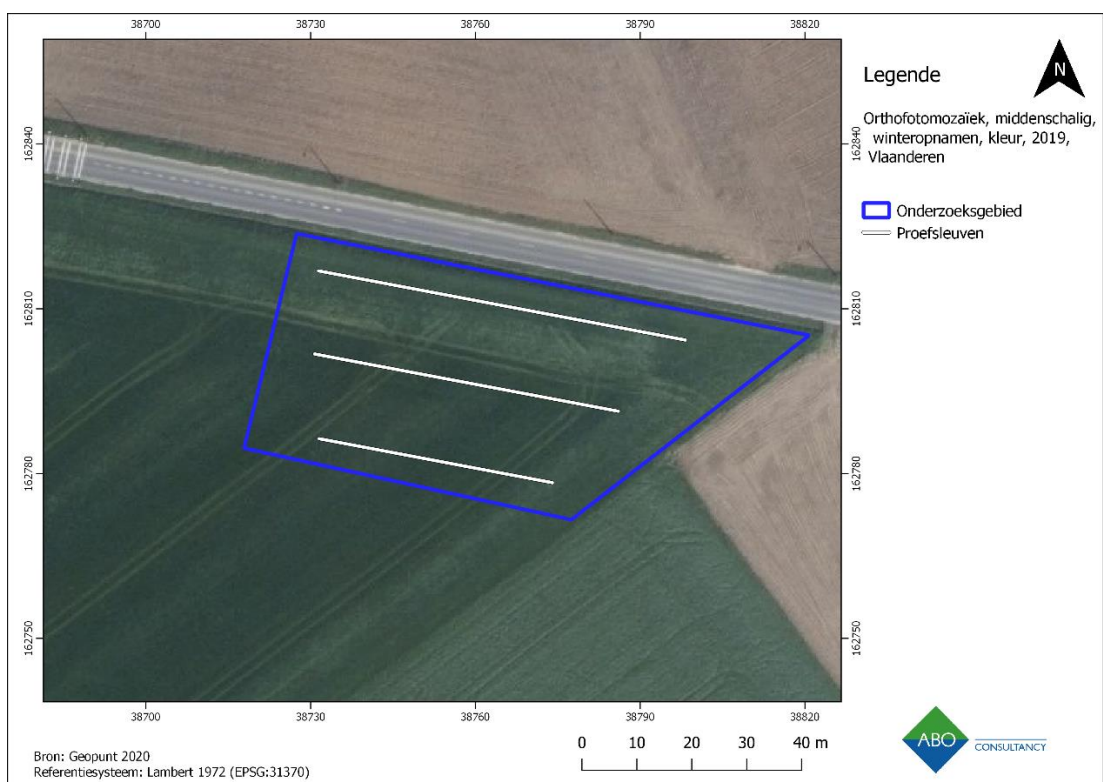 38700 38730 38760 38790 38820
162840 162840
162810 162810
162780 162780
162750 162750
38700 38730 38760 38790 38820
N
Legende
Orthofotomozaïek, middenschalig,
winteropnamen, kleur, 2019,
Vlaanderen
Onderzoeksgebied
Proefsleuven
Bron: Geopunt 2020
Referentiesysteem: Lambert 1972 (EPSG:31370)
0 10 20 30 40 m
ABO CONSULTANCY